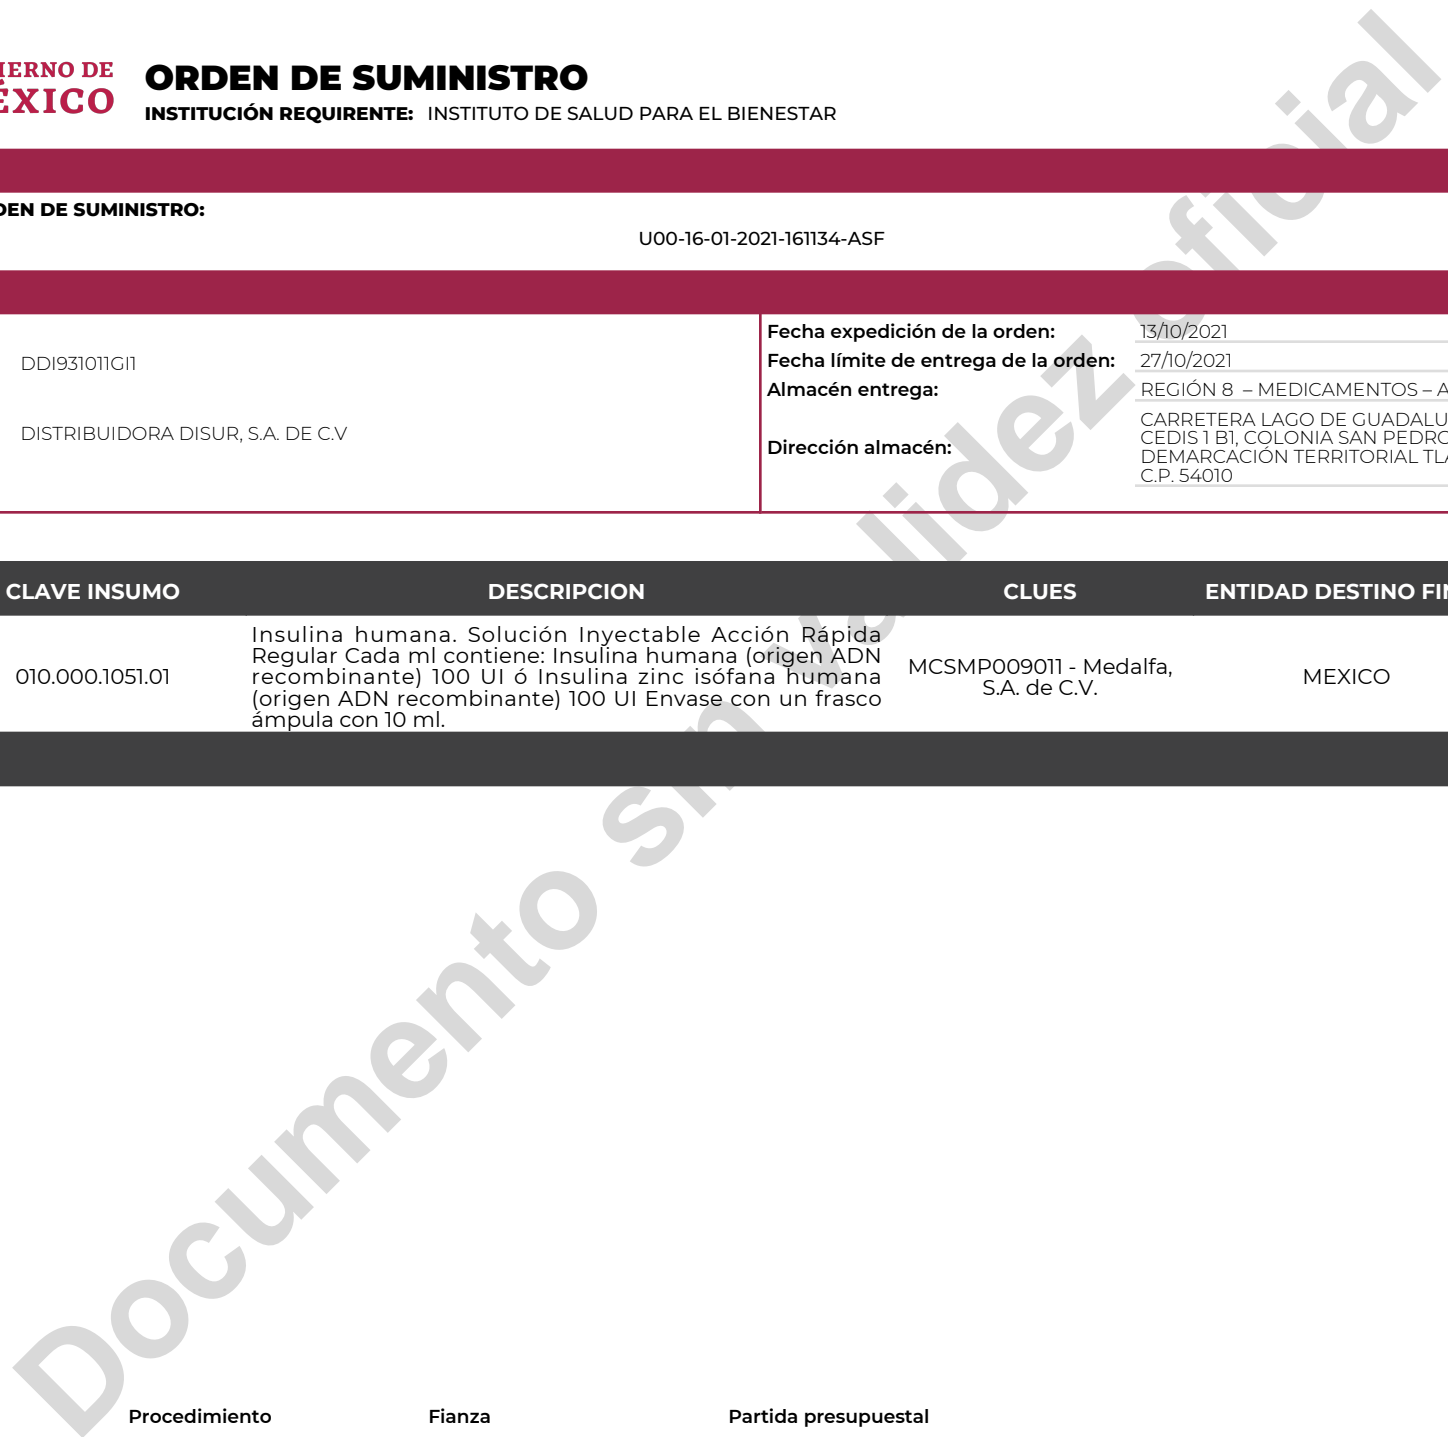 IERNO DE
ÉXICO
ORDEN DE SUMINISTRO
INSTITUCIÓN REQUIRENTE: INSTITUTO DE SALUD PARA EL BIENESTAR
DEN DE SUMINISTRO:
U00-16-01-2021-161134-ASF
DDI931011GI1
DISTRIBUIDORA DISUR, S.A. DE C.V
Fecha expedición de la orden: 13/10/2021
Fecha límite de entrega de la orden: 27/10/2021
Almacén entrega: REGIÓN 8 – MEDICAMENTOS – A
Dirección almacén:
CARRETERA LAGO DE GUADALU
CEDIS 1 B1, COLONIA SAN PEDRO
DEMARCACIÓN TERRITORIAL TLA
C.P. 54010
CLAVE INSUMO DESCRIPCION CLUES ENTIDAD DESTINO FIN
010.000.1051.01
Insulina humana. Solución Inyectable Acción Rápida
Regular Cada ml contiene: Insulina humana (origen ADN
recombinante) 100 UI ó Insulina zinc isófana humana
(origen ADN recombinante) 100 UI Envase con un frasco
ámpula con 10 ml.
MCSMP009011 - Medalfa,
S.A. de C.V.
MEXICO
Documento sin validez oficial
Procedimiento Fianza Partida presupuestal